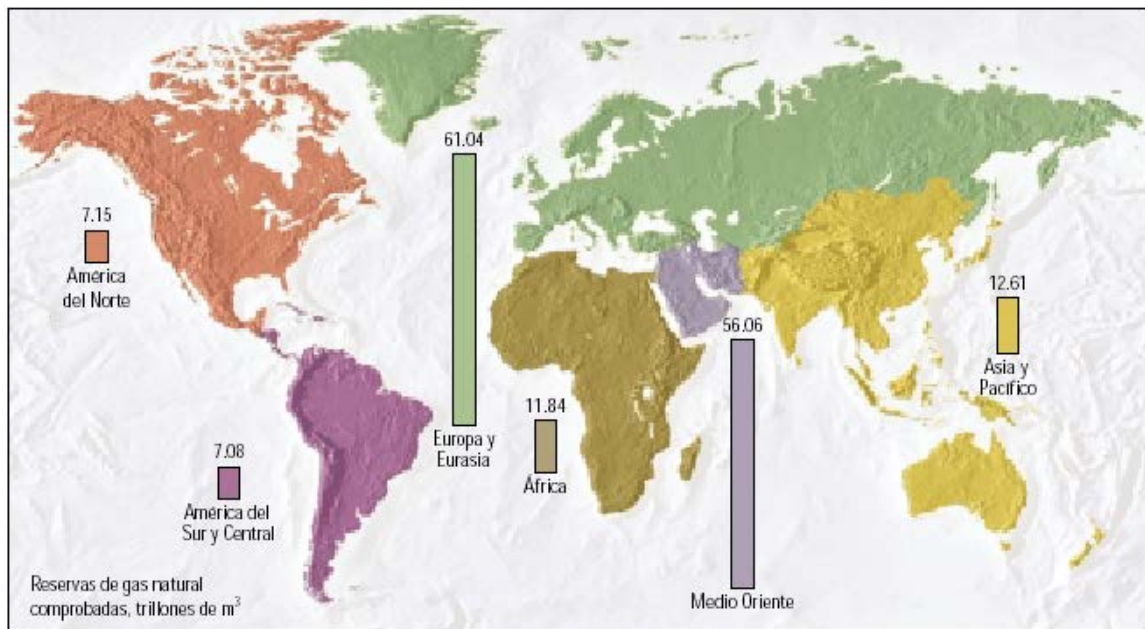 61.04
7.15
América
del Norte
12.61
Asia y
Pacífico
56.06
11.84
Europa y
Eurasia
África
7.08
América del
Sur y Central
Medio Oriente
Reservas de gas natural
comprobadas, trillones de m³